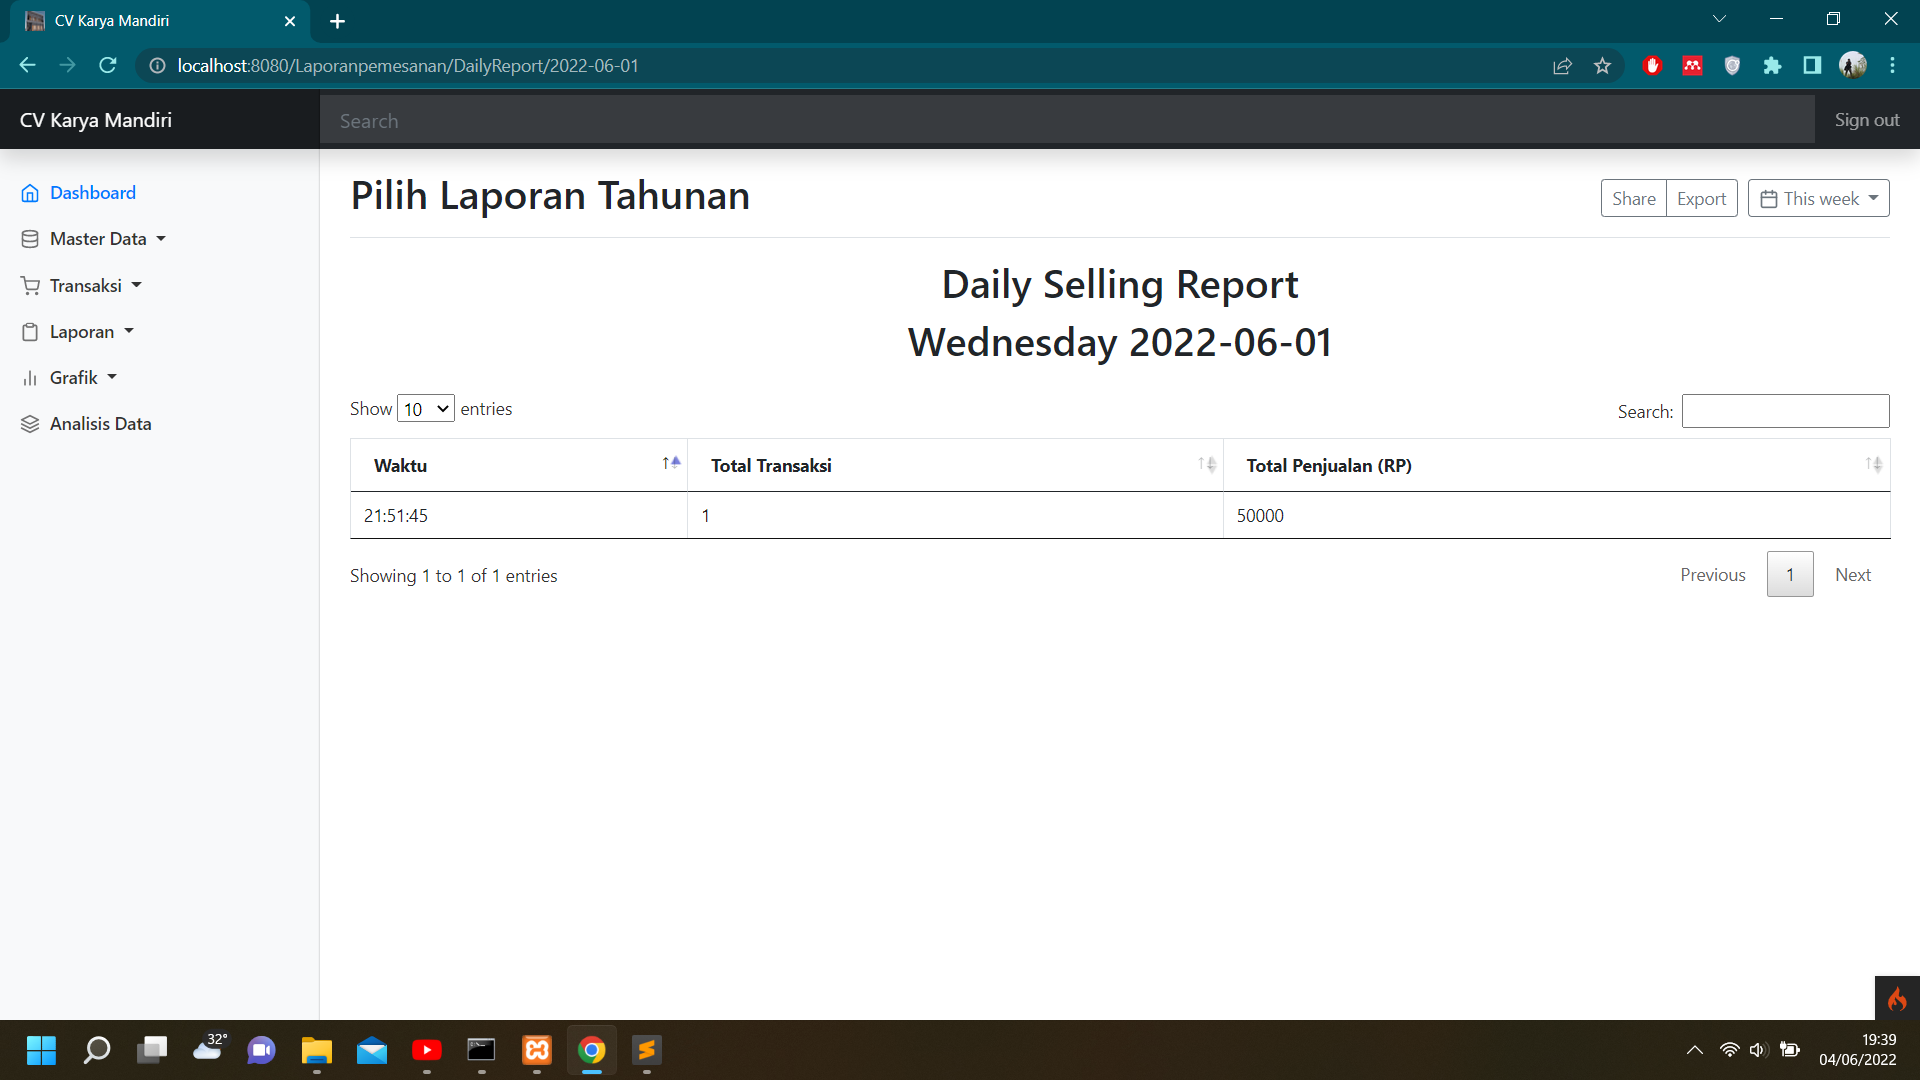 CV Karya Mandiri
localhost:8080/Laporanpemesanan/DailyReport/2022-06-01
CV Karya Mandiri
Search
Sign out
Dashboard
Master Data
Transaksi
Laporan
Grafik
Analisis Data
Pilih Laporan Tahunan
Share
Export
This week
Daily Selling Report
Wednesday 2022-06-01
Show 10 entries
Search:
Waktu
Total Transaksi
Total Penjualan (RP)
21:51:45
1
50000
Showing 1 to 1 of 1 entries
Previous
1
Next
32°
19:39
04/06/2022